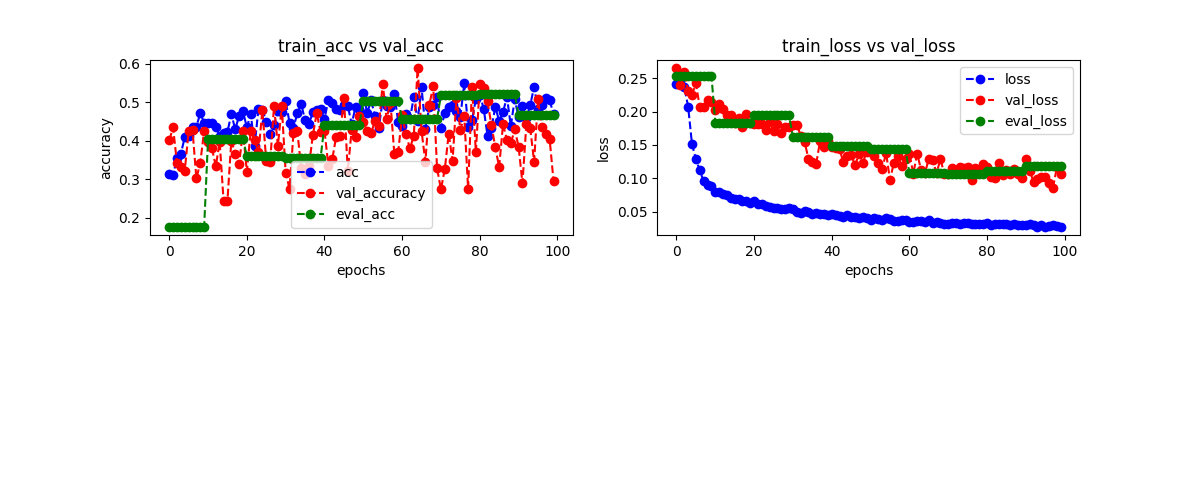 train_acc vs val_acc
0.6
0.5
0.4
0.3
0.2
accuracy
acc
val_accuracy
eval_acc
0 20 40 60 80 100
epochs
train_loss vs val_loss
0.25
0.20
0.15
0.10
0.05
loss
loss
val_loss
eval_loss
0 20 40 60 80 100
epochs